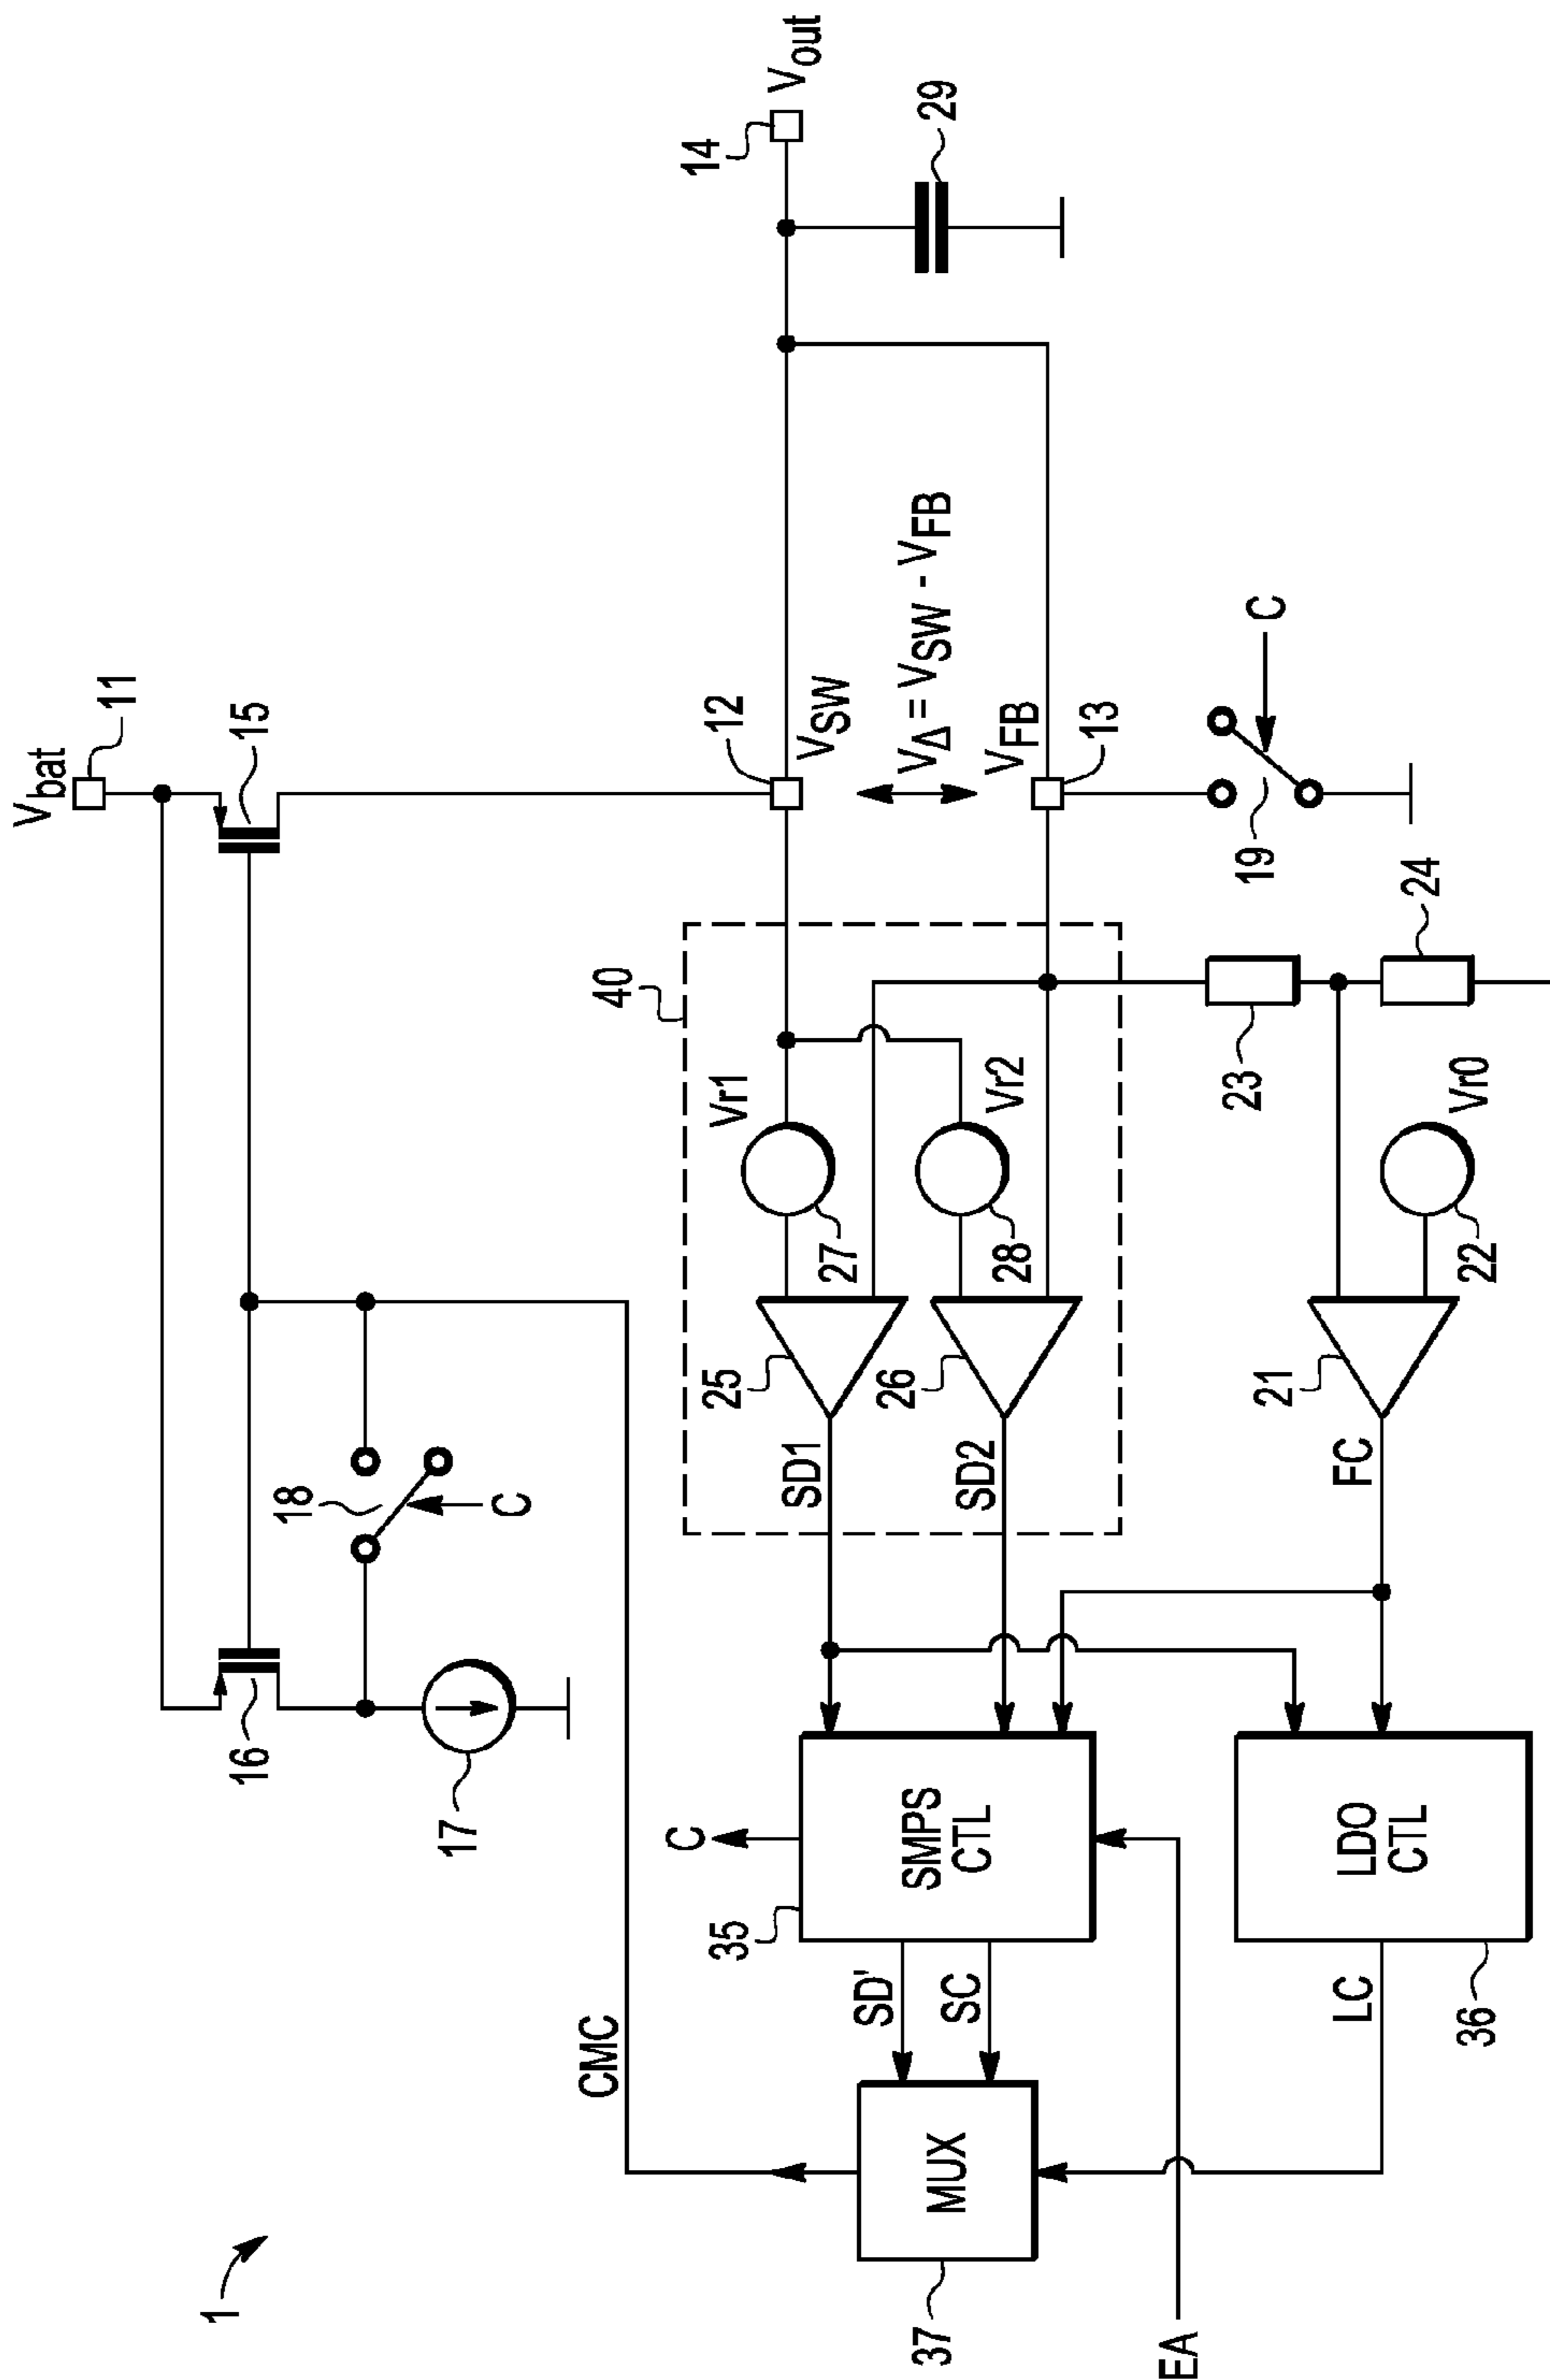 1
Vbat
11
15
16
17
18
C
CMC
12
VSW
VΔ = VSW - VFB
VFB
13
14
Vout
29
C
19
40
Vr1
27
25
SD1
Vr2
28
26
SD2
23
24
Vr0
22
21
FC
C
35
SMPS
CTL
SD'
SC
LDO
CTL
36
LC
MUX
37
EA